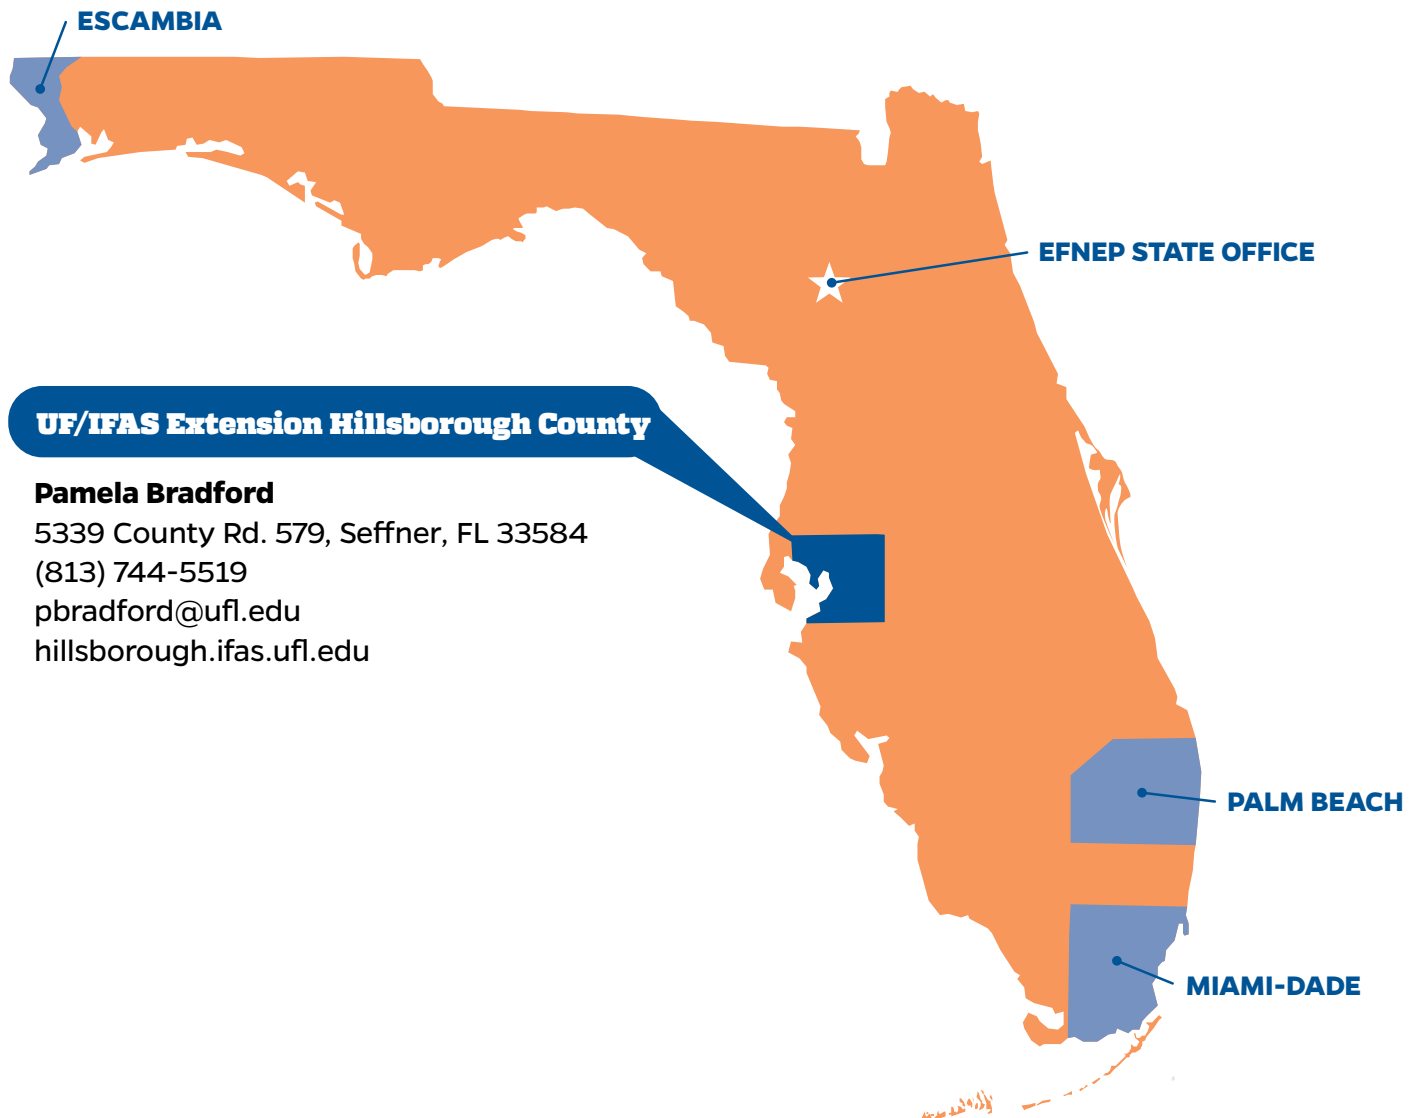 ESCAMBIA
EFNEP STATE OFFICE
UF/IFAS Extension Hillsborough County
Pamela Bradford
5339 County Rd. 579, Seffner, FL 33584
(813) 744-5519
pbradford@ufl.edu
hillsborough.ifas.ufl.edu
PALM BEACH
MIAMI-DADE